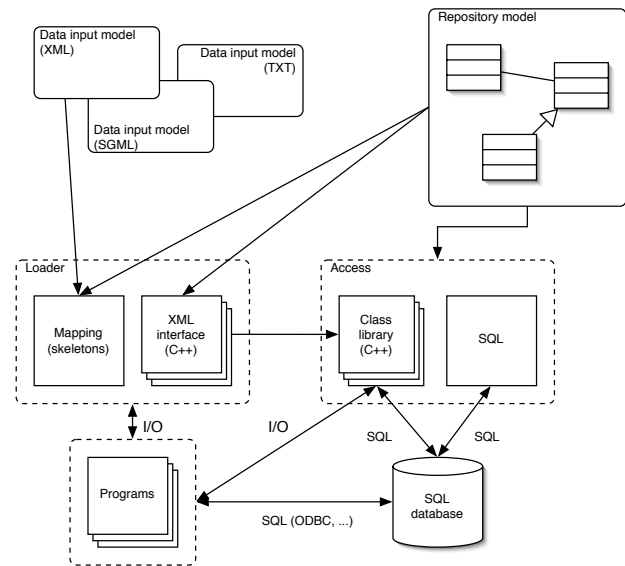 Data input model
(XML)
Data input model
(TXT)
Data input model
(SGML)
Repository model
Loader
Mapping
(skeletons)
XML
interface
(C++)
Access
Class
library
(C++)
SQL
I/O
I/O
SQL
SQL
Programs
SQL (ODBC, ...)
SQL
database